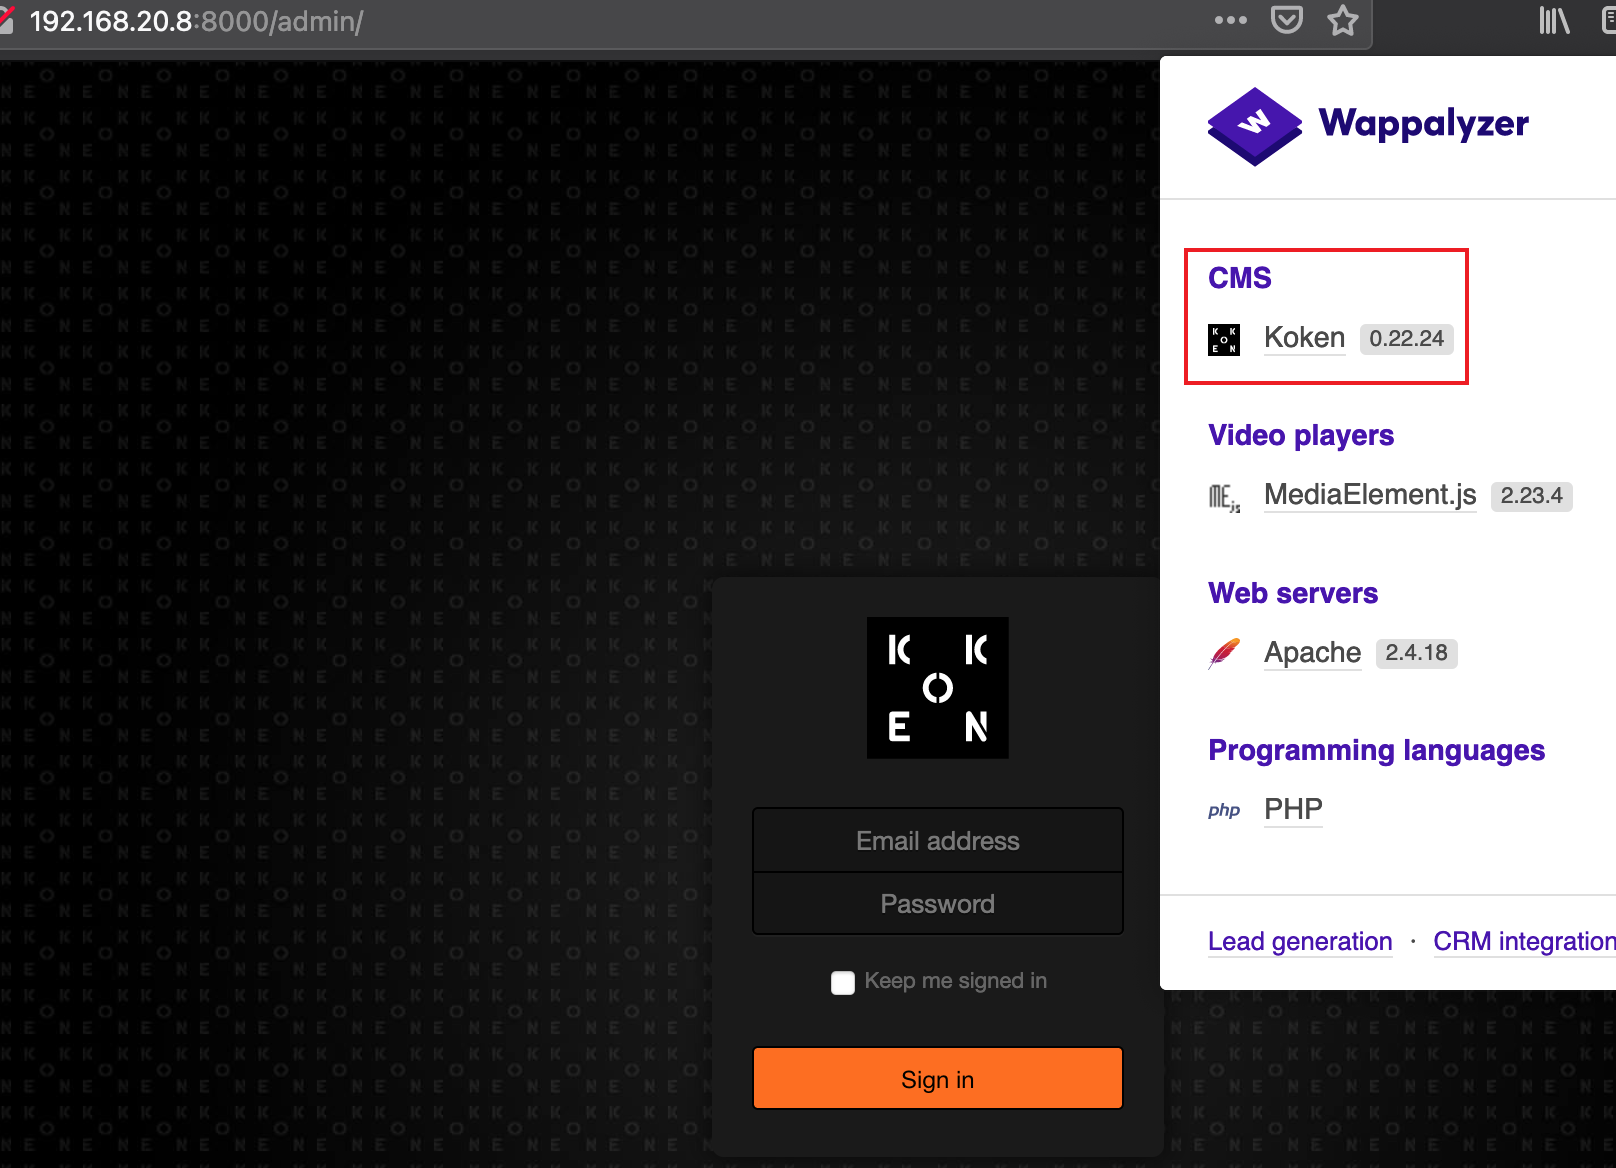 192.168.20.8:8000/admin/
Wappalyzer
CMS
Koken 0.22.24
Video players
MediaElement.js 2.23.4
Web servers
Apache 2.4.18
Programming languages
php PHP
Lead generation · CRM integration
K K
O
E N
Email address
Password
Keep me signed in
Sign in